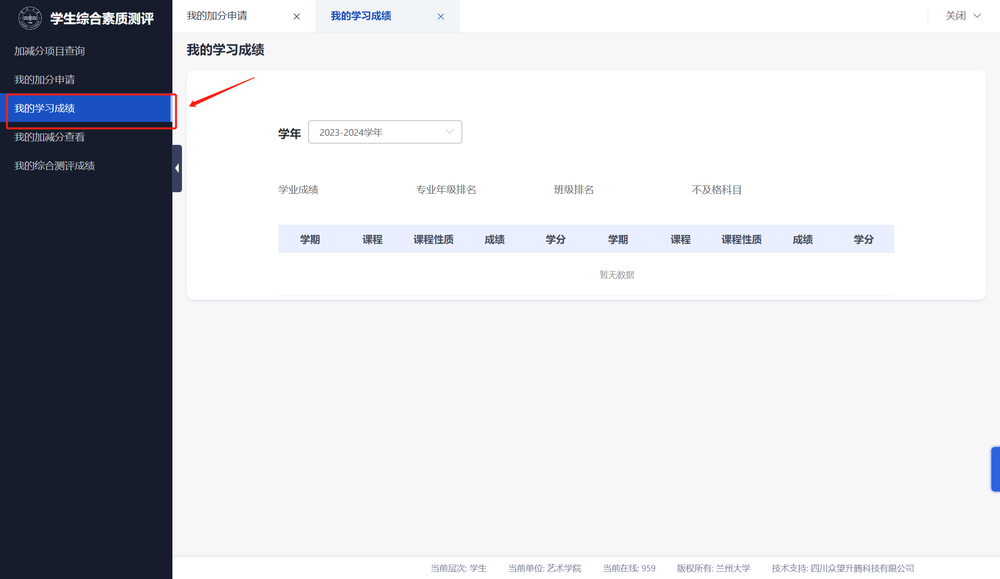 学生综合素质测评
加减分项目查询
我的加分申请
我的学习成绩
我的加减分查看
我的综合测评成绩
我的加分申请 我的学习成绩 关闭
我的学习成绩
学年 2023-2024学年
学业成绩 专业年级排名 班级排名 不及格科目
学期 课程 课程性质 成绩 学分 学期 课程 课程性质 成绩 学分
暂无数据
当前层次: 学生 当前单位: 艺术学院 当前在线: 959 版权所有: 兰州大学 技术支持: 四川众望升腾科技有限公司